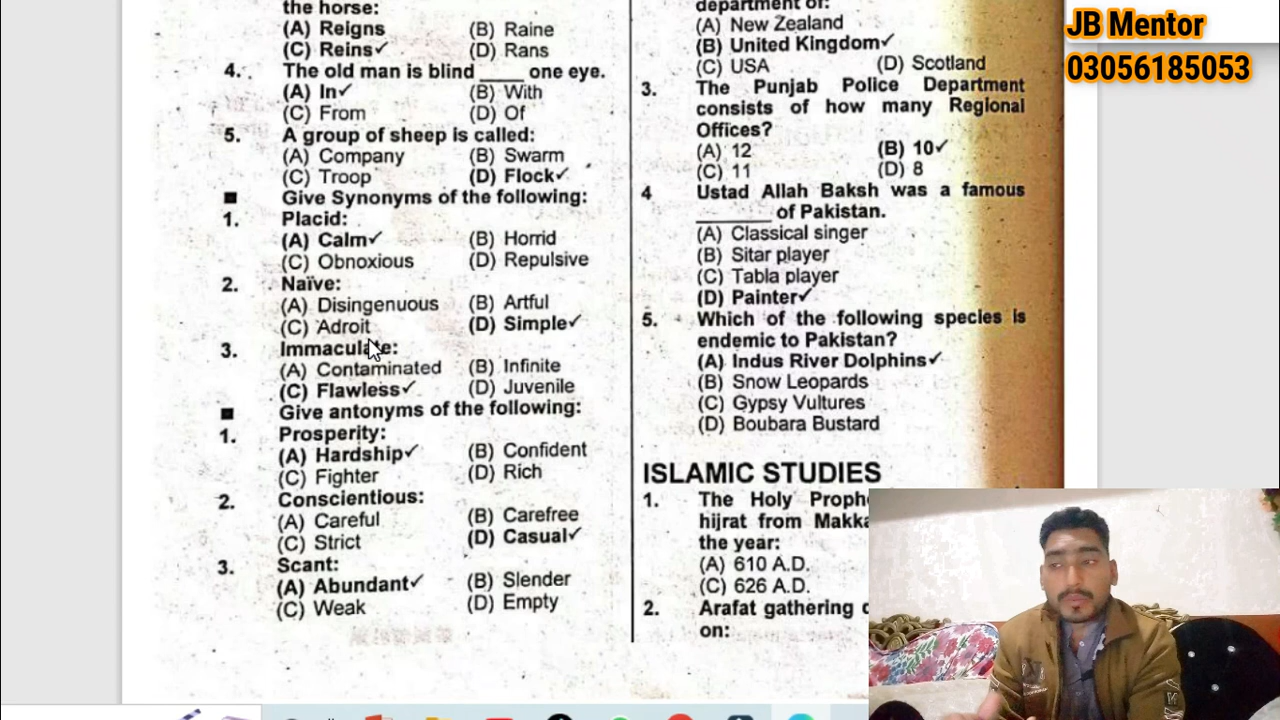 the horse:
(A) Reigns (B) Raine
(C) Reins✓ (D) Rans
4. The old man is blind ____ one eye.
(A) In✓ (B) With
(C) From (D) Of
5. A group of sheep is called:
(A) Company (B) Swarm
(C) Troop (D) Flock✓
■ Give Synonyms of the following:
1. Placid:
(A) Calm✓ (B) Horrid
(C) Obnoxious (D) Repulsive
2. Naïve:
(A) Disingenuous (B) Artful
(C) Adroit (D) Simple✓
3. Immaculate:
(A) Contaminated (B) Infinite
(C) Flawless✓ (D) Juvenile
■ Give antonyms of the following:
1. Prosperity:
(A) Hardship✓ (B) Confident
(C) Fighter (D) Rich
2. Conscientious:
(A) Careful (B) Carefree
(C) Strict (D) Casual✓
3. Scant:
(A) Abundant✓ (B) Slender
(C) Weak (D) Empty
department of:
(A) New Zealand
(B) United Kingdom✓
(C) USA (D) Scotland
3. The Punjab Police Department
consists of how many Regional
Offices?
(A) 12 (B) 10✓
(C) 11 (D) 8
4 Ustad Allah Baksh was a famous
______ of Pakistan.
(A) Classical singer
(B) Sitar player
(C) Tabla player
(D) Painter✓
5. Which of the following species is
endemic to Pakistan?
(A) Indus River Dolphins✓
(B) Snow Leopards
(C) Gypsy Vultures
(D) Boubara Bustard
ISLAMIC STUDIES
1. The Holy Prophe
hijrat from Makka
the year:
(A) 610 A.D.
(C) 626 A.D.
2. Arafat gathering
on:
JB Mentor
03056185053